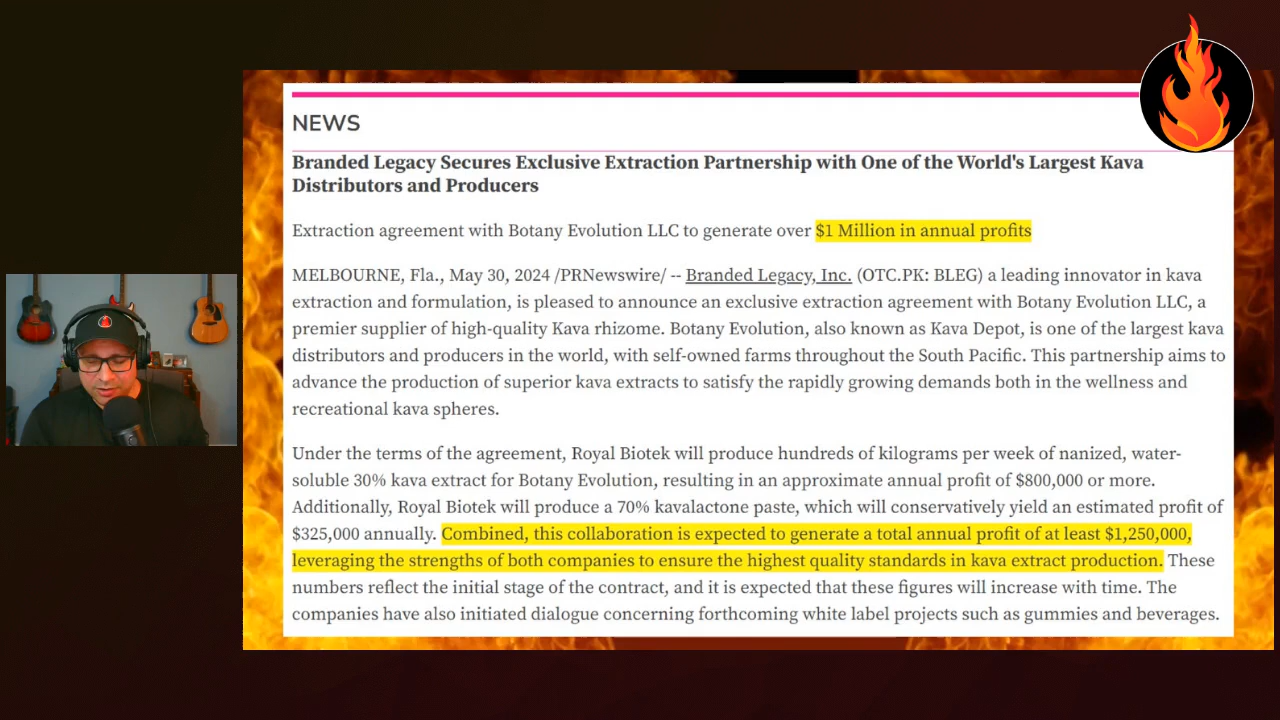 NEWS
Branded Legacy Secures Exclusive Extraction Partnership with One of the World's Largest Kava
Distributors and Producers
Extraction agreement with Botany Evolution LLC to generate over $1 Million in annual profits
MELBOURNE, Fla., May 30, 2024 /PRNewswire/ -- Branded Legacy, Inc. (OTC.PK: BLEG) a leading innovator in kava
extraction and formulation, is pleased to announce an exclusive extraction agreement with Botany Evolution LLC, a
premier supplier of high-quality Kava rhizome. Botany Evolution, also known as Kava Depot, is one of the largest kava
distributors and producers in the world, with self-owned farms throughout the South Pacific. This partnership aims to
advance the production of superior kava extracts to satisfy the rapidly growing demands both in the wellness and
recreational kava spheres.
Under the terms of the agreement, Royal Biotek will produce hundreds of kilograms per week of nanized, water-
soluble 30% kava extract for Botany Evolution, resulting in an approximate annual profit of $800,000 or more.
Additionally, Royal Biotek will produce a 70% kavalactone paste, which will conservatively yield an estimated profit of
$325,000 annually. Combined, this collaboration is expected to generate a total annual profit of at least $1,250,000,
leveraging the strengths of both companies to ensure the highest quality standards in kava extract production. These
numbers reflect the initial stage of the contract, and it is expected that these figures will increase with time. The
companies have also initiated dialogue concerning forthcoming white label projects such as gummies and beverages.